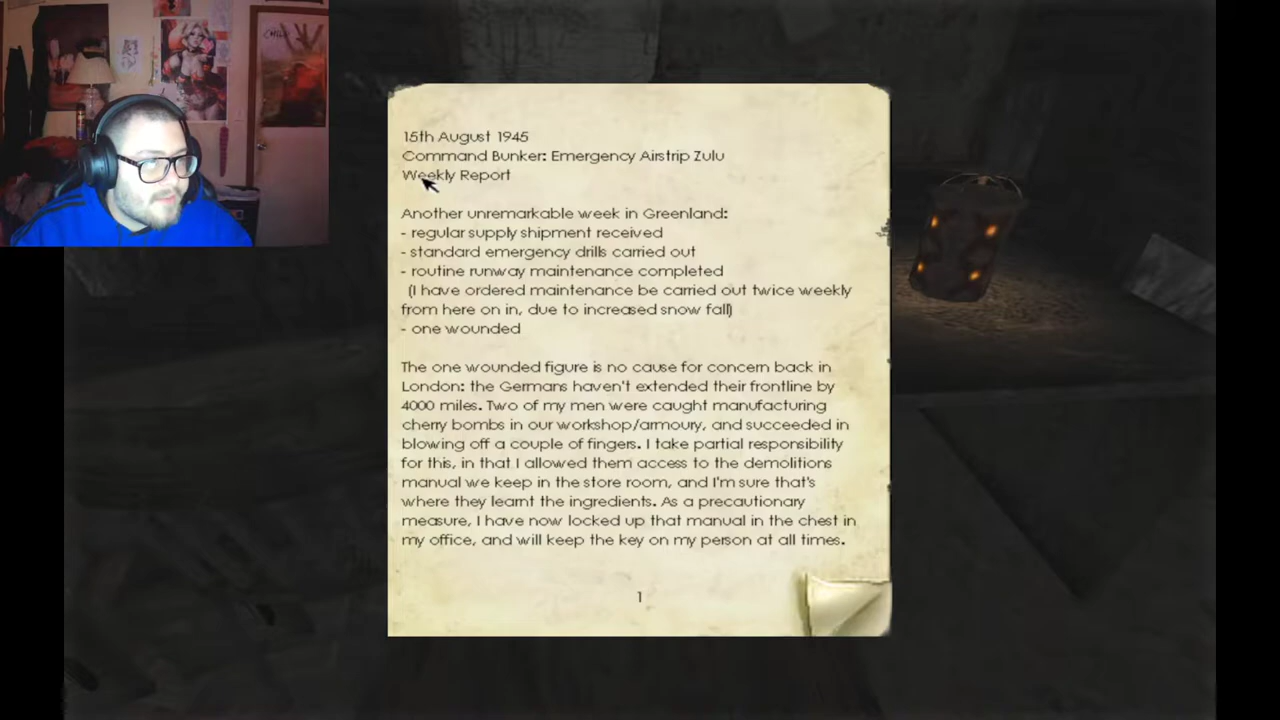 15th August 1945
Command Bunker: Emergency Airstrip Zulu
Weekly Report
Another unremarkable week in Greenland:
- regular supply shipment received
- standard emergency drills carried out
- routine runway maintenance completed
(I have ordered maintenance be carried out twice weekly
from here on in, due to increased snow fall)
- one wounded
The one wounded figure is no cause for concern back in
London: the Germans haven't extended their frontline by
4000 miles. Two of my men were caught manufacturing
cherry bombs in our workshop/armoury, and succeeded in
blowing off a couple of fingers. I take partial responsibility
for this, in that I allowed them access to the demolitions
manual we keep in the store room, and I'm sure that's
where they learnt the ingredients. As a precautionary
measure, I have now locked up that manual in the chest in
my office, and will keep the key on my person at all times.
1